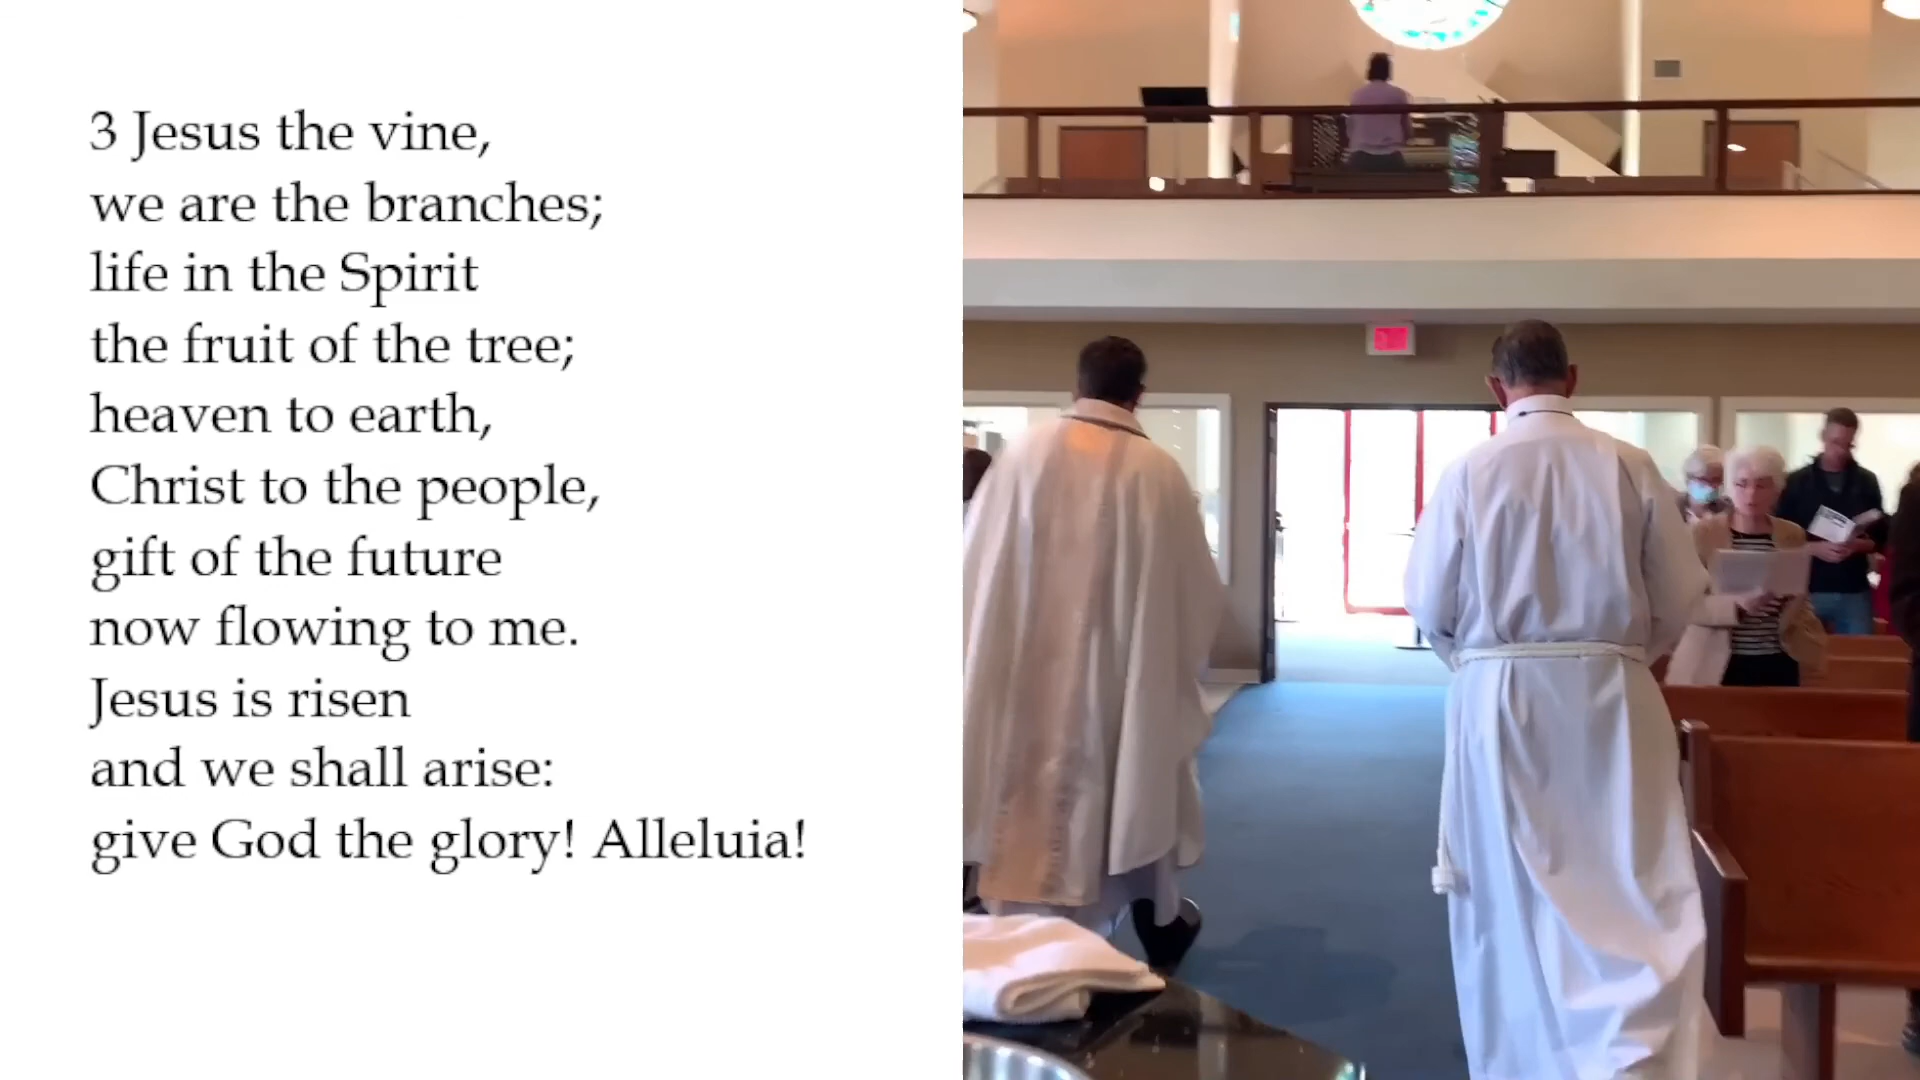 3 Jesus the vine,
we are the branches;
life in the Spirit
the fruit of the tree;
heaven to earth,
Christ to the people,
gift of the future
now flowing to me.
Jesus is risen
and we shall arise:
give God the glory! Alleluia!